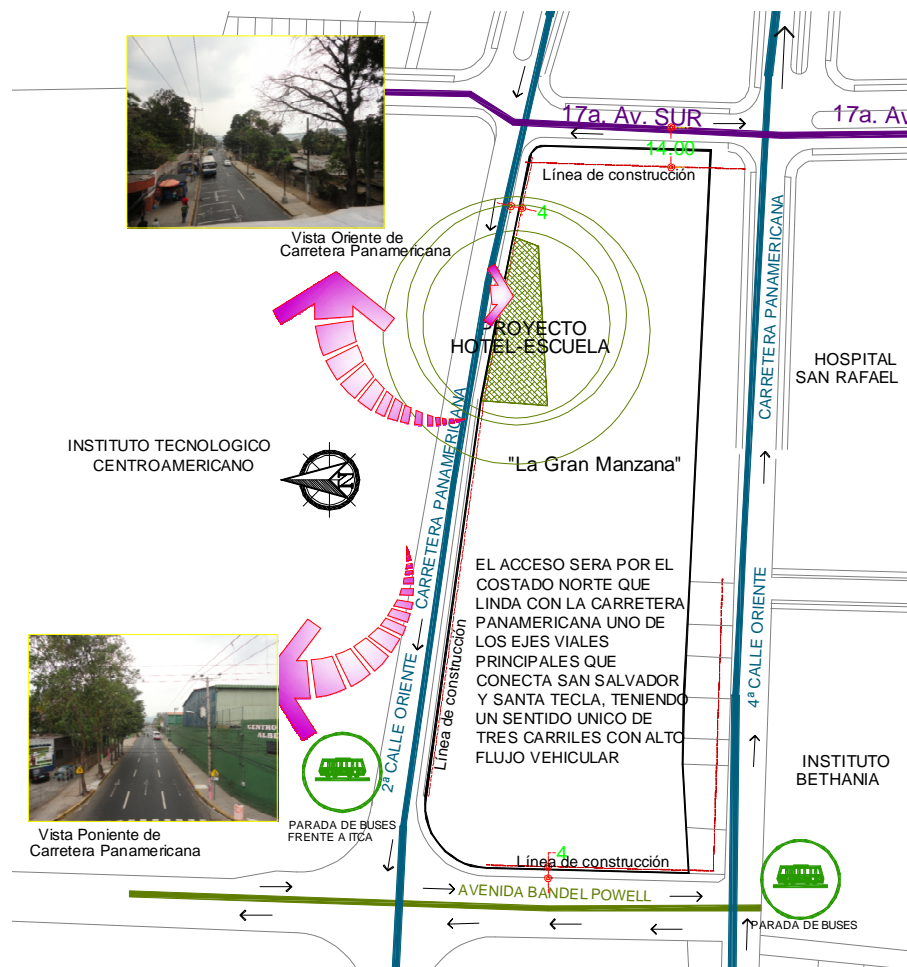 17a. Av. SUR
17a. Av
14.00
Línea de construcción
4
Vista Oriente de
Carretera Panamericana
CARRETERA PANAMERICANA
PROYECTO
HOTEL-ESCUELA
HOSPITAL
SAN RAFAEL
INSTITUTO TECNOLOGICO
CENTROAMERICANO
N
CARRETERA PANAMERICANA
"La Gran Manzana"
EL ACCESO SERA POR EL
COSTADO NORTE QUE
LINDA CON LA CARRETERA
PANAMERICANA UNO DE
LOS EJES VIALES
PRINCIPALES QUE
CONECTA SAN SALVADOR
Y SANTA TECLA, TENIENDO
UN SENTIDO UNICO DE
TRES CARRILES CON ALTO
FLUJO VEHICULAR
Línea de construcción
2ª CALLE ORIENTE
4ª CALLE ORIENTE
CENTRO
ALBE
INSTITUTO
BETHANIA
PARADA DE BUSES
FRENTE A ITCA
Vista Poniente de
Carretera Panamericana
4
Línea de construcción
AVENIDA BANDEL POWELL
PARADA DE BUSES